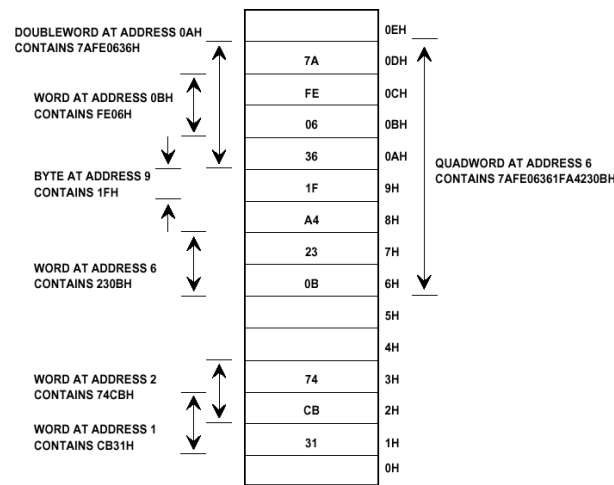 DOUBLEWORD AT ADDRESS 0AH
CONTAINS 7AFE0636H
WORD AT ADDRESS 0BH
CONTAINS FE06H
BYTE AT ADDRESS 9
CONTAINS 1FH
WORD AT ADDRESS 6
CONTAINS 230BH
WORD AT ADDRESS 2
CONTAINS 74CBH
WORD AT ADDRESS 1
CONTAINS CB31H
0EH
7A 0DH
FE 0CH
06 0BH
36 0AH
1F 9H
A4 8H
23 7H
0B 6H
5H
4H
74 3H
CB 2H
31 1H
0H
QUADWORD AT ADDRESS 6
CONTAINS 7AFE06361FA4230BH